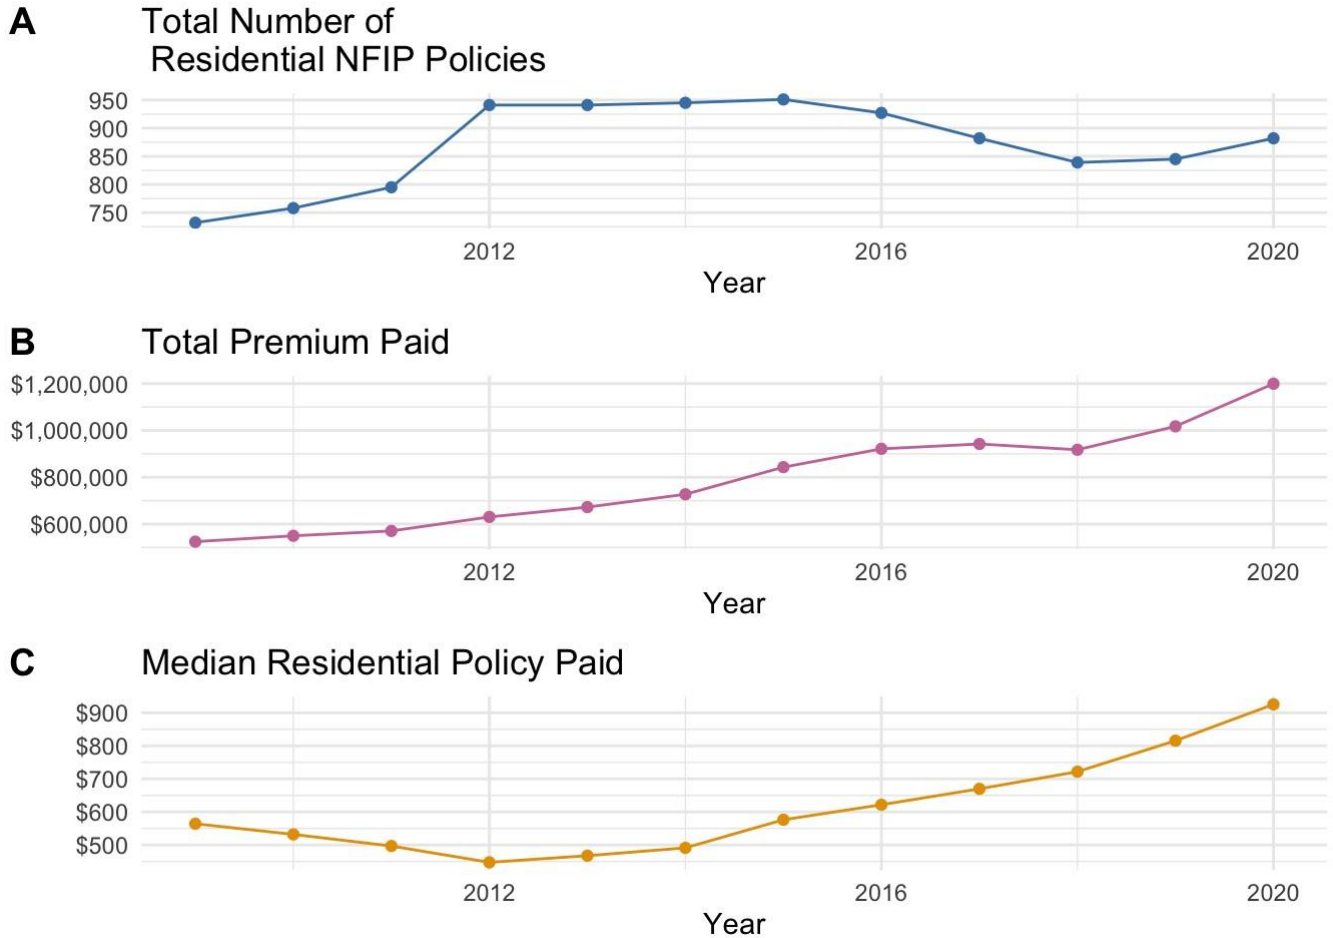 A
Total Number of
Residential NFIP Policies
950
900
850
800
750
2012 2016 2020
Year
B
Total Premium Paid
$1,200,000
$1,000,000
$800,000
$600,000
2012 2016 2020
Year
C
Median Residential Policy Paid
$900
$800
$700
$600
$500
2012 2016 2020
Year